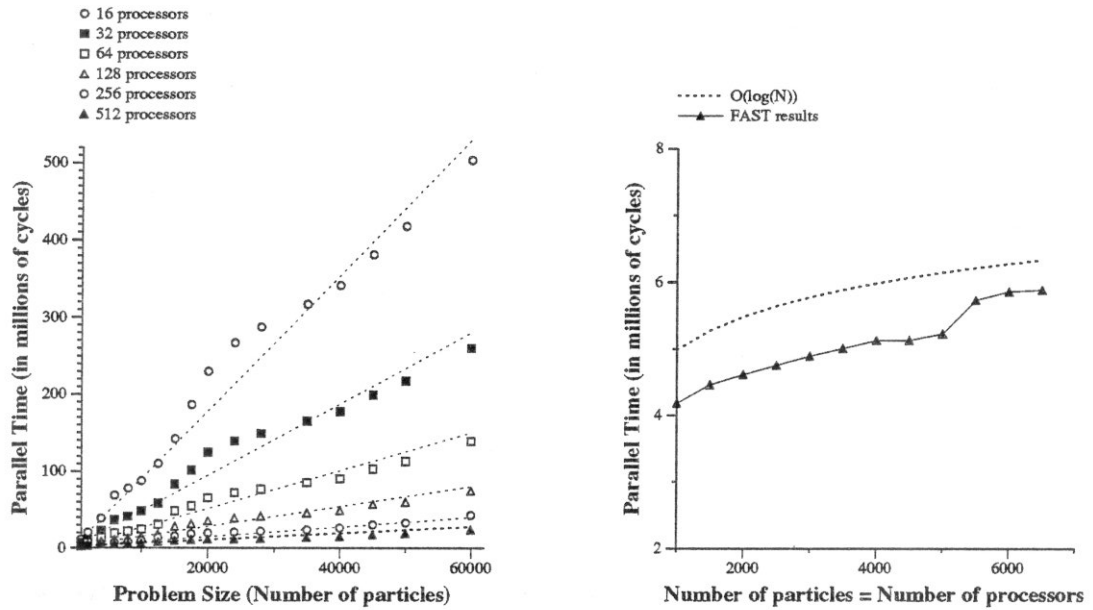 16 processors
32 processors
64 processors
128 processors
256 processors
512 processors
500
400
300
200
100
0
20000
40000
60000
Parallel Time (in millions of cycles)
Problem Size (Number of particles)
O(log(N))
FAST results
8
6
4
2
2000
4000
6000
Parallel Time (in millions of cycles)
Number of particles = Number of processors